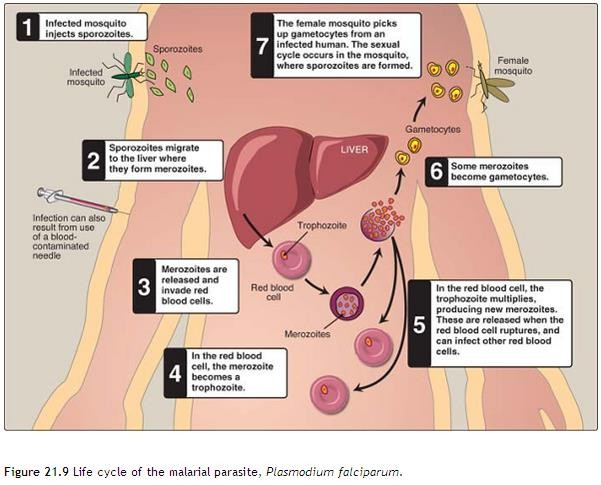 1 Infected mosquito
injects sporozoites.
Sporozoites
Infected
mosquito
7 The female mosquito picks
up gametocytes from an
infected human. The sexual
cycle occurs in the mosquito,
where sporozoites are formed.
Female
mosquito
Gametocytes
2 Sporozoites migrate
to the liver where
they form merozoites.
LIVER
6 Some merozoites
become gametocytes.
Infection can also
result from use
of a blood-
contaminated
needle
Trophozoite
Red blood
cell
3 Merozoites are
released and
invade red
blood cells.
Merozoites
4 In the red blood
cell, the merozoite
becomes a
trophozoite.
5 In the red blood cell, the
trophozoite multiplies,
producing new merozoites.
These are released when the
red blood cell ruptures, and
can infect other red blood
cells.
Figure 21.9 Life cycle of the malarial parasite, Plasmodium falciparum.